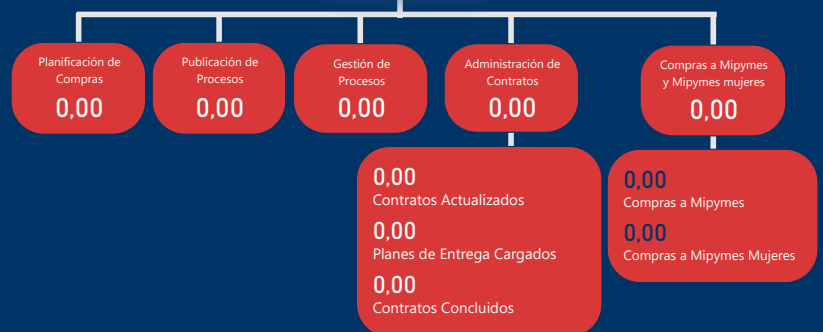 Planificación de
Compras
0,00
Publicación de
Procesos
0,00
Gestión de
Procesos
0,00
Administración de
Contratos
0,00
Compras a Mipymes
y Mipymes mujeres
0,00
0,00
Contratos Actualizados
0,00
Planes de Entrega Cargados
0,00
Contratos Concluidos
0,00
Compras a Mipymes
0,00
Compras a Mipymes Mujeres